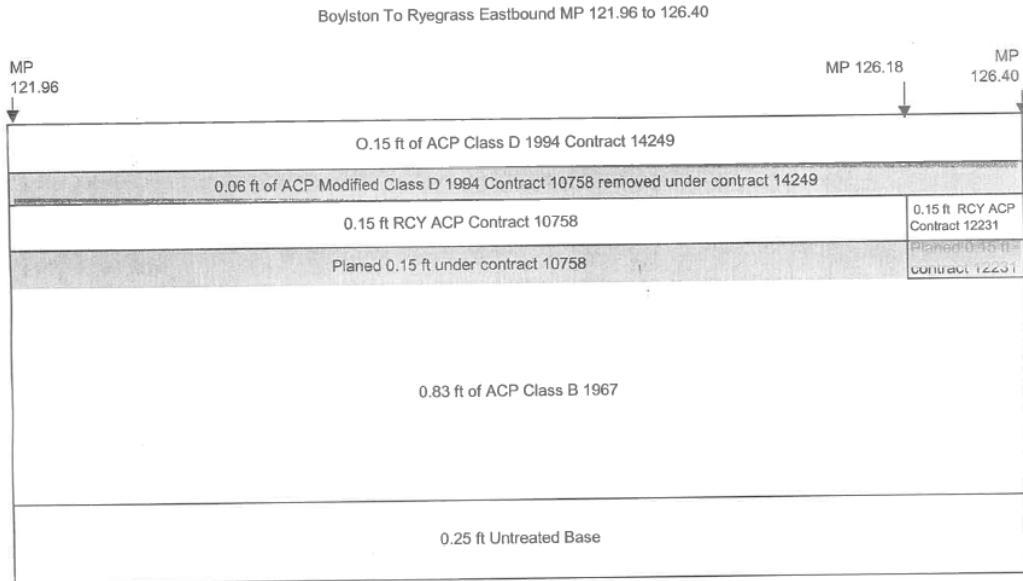 Boylston To Ryegrass Eastbound MP 121.96 to 126.40
MP
121.96
MP 126.18
MP
126.40
O.15 ft of ACP Class D 1994 Contract 14249
0.06 ft of ACP Modified Class D 1994 Contract 10758 removed under contract 14249
0.15 ft RCY ACP Contract 10758
0.15 ft RCY ACP
Contract 12231
Planed 0.15 ft under contract 10758
Planed 0.15 ft
contract 12231
0.83 ft of ACP Class B 1967
0.25 ft Untreated Base